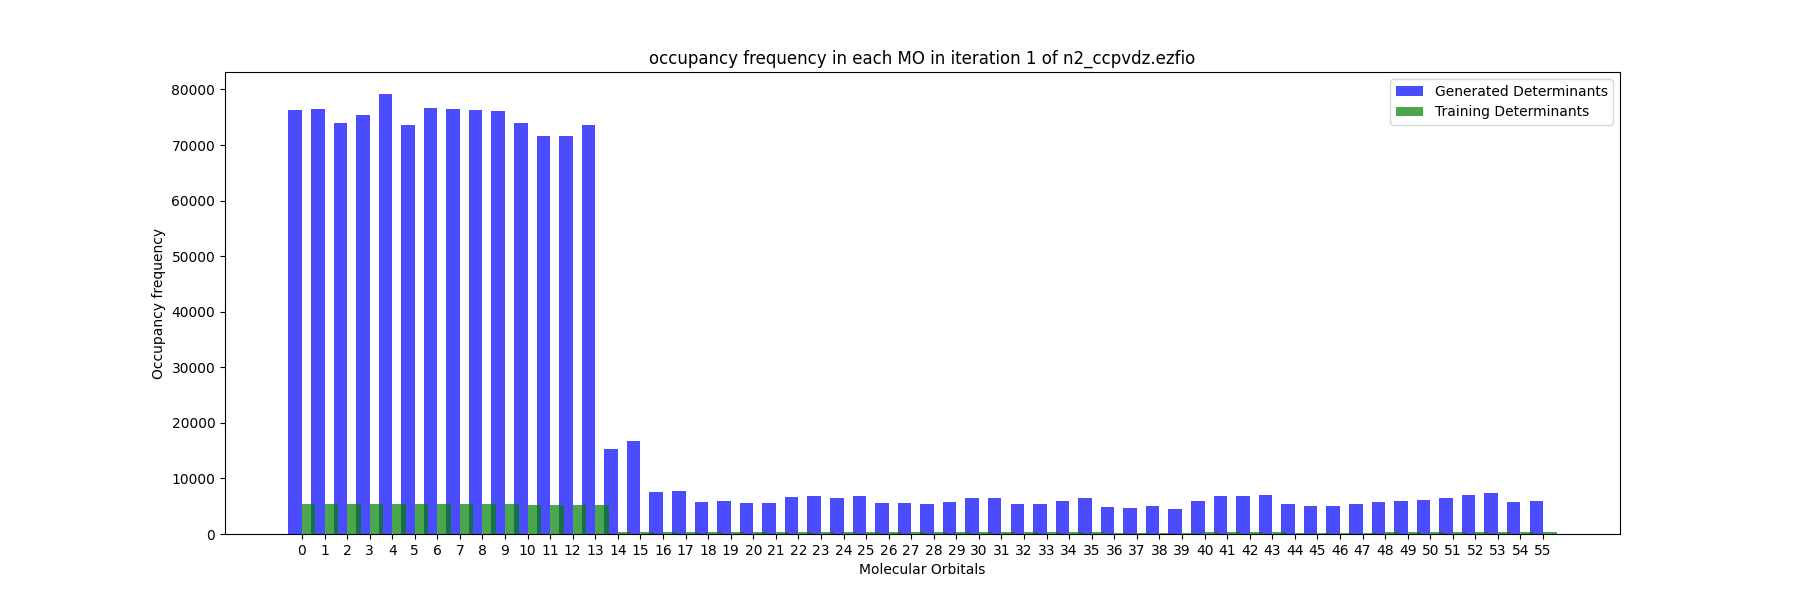 occupancy frequency in each MO in iteration 1 of n2_ccpvdz.ezfio
Generated Determinants
Training Determinants
Occupancy frequency
80000
70000
60000
50000
40000
30000
20000
10000
0
0 1 2 3 4 5 6 7 8 9 10 11 12 13 14 15 16 17 18 19 20 21 22 23 24 25 26 27 28 29 30 31 32 33 34 35 36 37 38 39 40 41 42 43 44 45 46 47 48 49 50 51 52 53 54 55
Molecular Orbitals